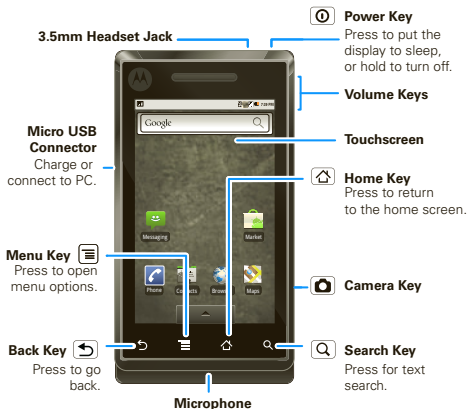 3.5mm Headset Jack
Power Key
Press to put the
display to sleep,
or hold to turn off.
Volume Keys
Micro USB
Connector
Charge or
connect to PC.
Touchscreen
Home Key
Press to return
to the home screen.
Menu Key
Press to open
menu options.
Camera Key
Back Key
Press to go
back.
Search Key
Press for text
search.
Microphone
Google
Messaging
Market
Phone
Maps